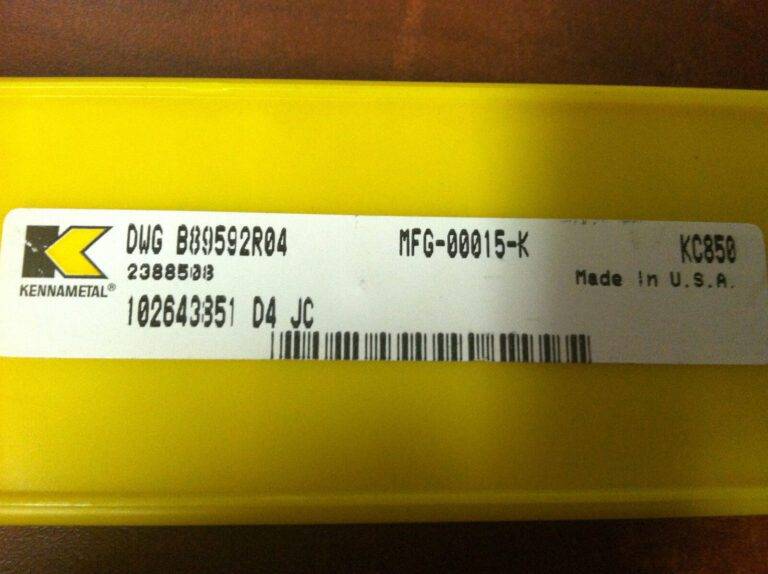 DWG B89592R04 MFG-00015-K KC850
2388508 Made In U.S.A.
KENNAMETAL®
102643851 D4 JC